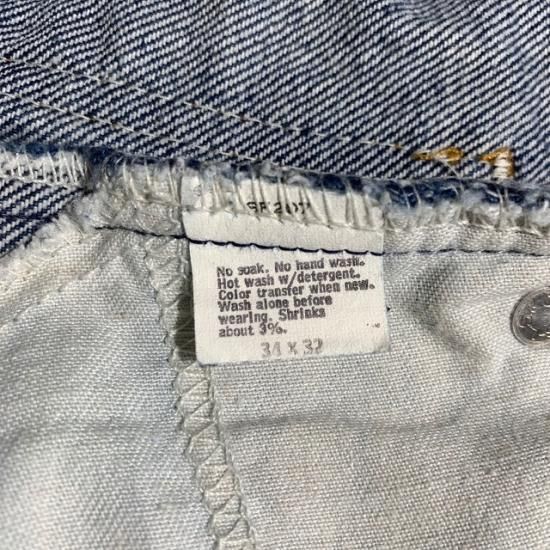 SF207
No soak. No hand wash.
Hot wash w/detergent.
Color transfer when new.
Wash alone before
wearing. Shrinks
about 3%.
34 x 32